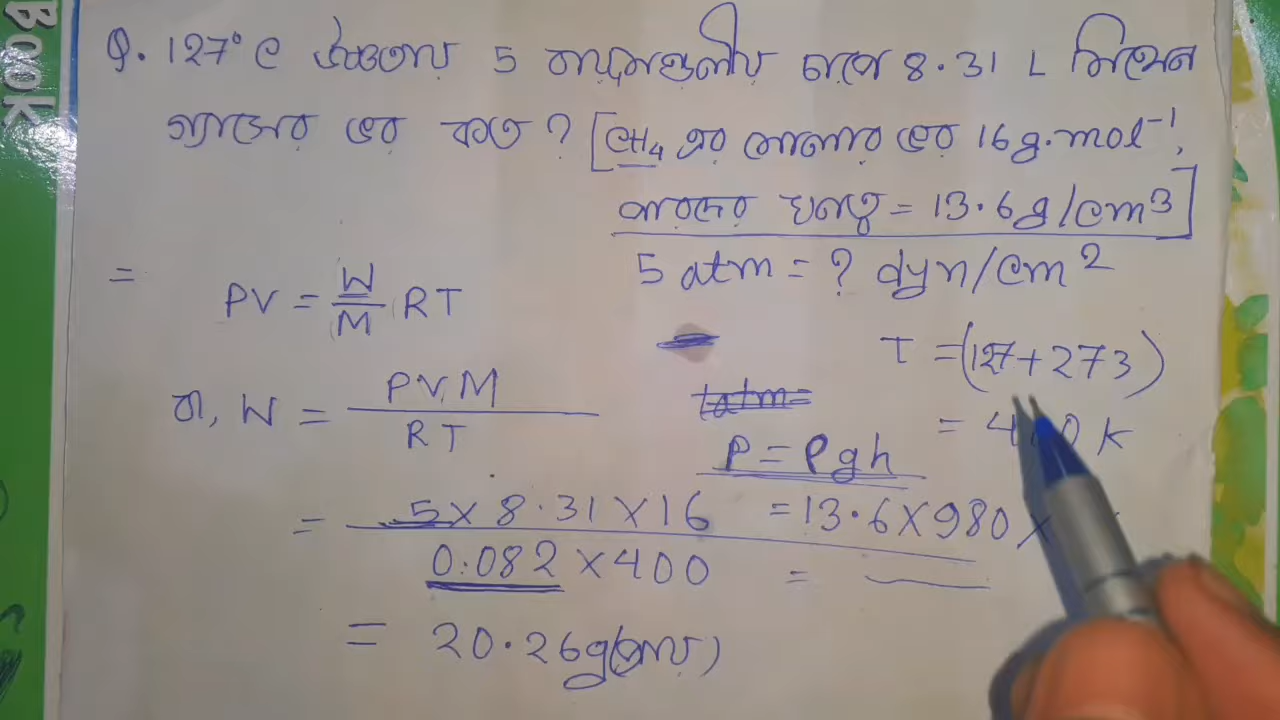 Book
Q. 127° C উষ্ণতায় 5 বায়ুমণ্ডলীয় চাপে 8.31 L মিথেন
গ্যাসের ভর কত ? [CH₄ এর মোলার ভর 16g.mol⁻¹,
পারদের ঘনত্ব = 13.6g/cm³]
5 atm = ? dyn/cm²
= PV = W/M RT
T = (127+273)
= 400 K
বা, W = PVM / RT
P = ρgh
= 5 X 8.31 X 16 / 0.082 X 400
= 13.6 X 980 X
=
= 20.26g(প্রায়)